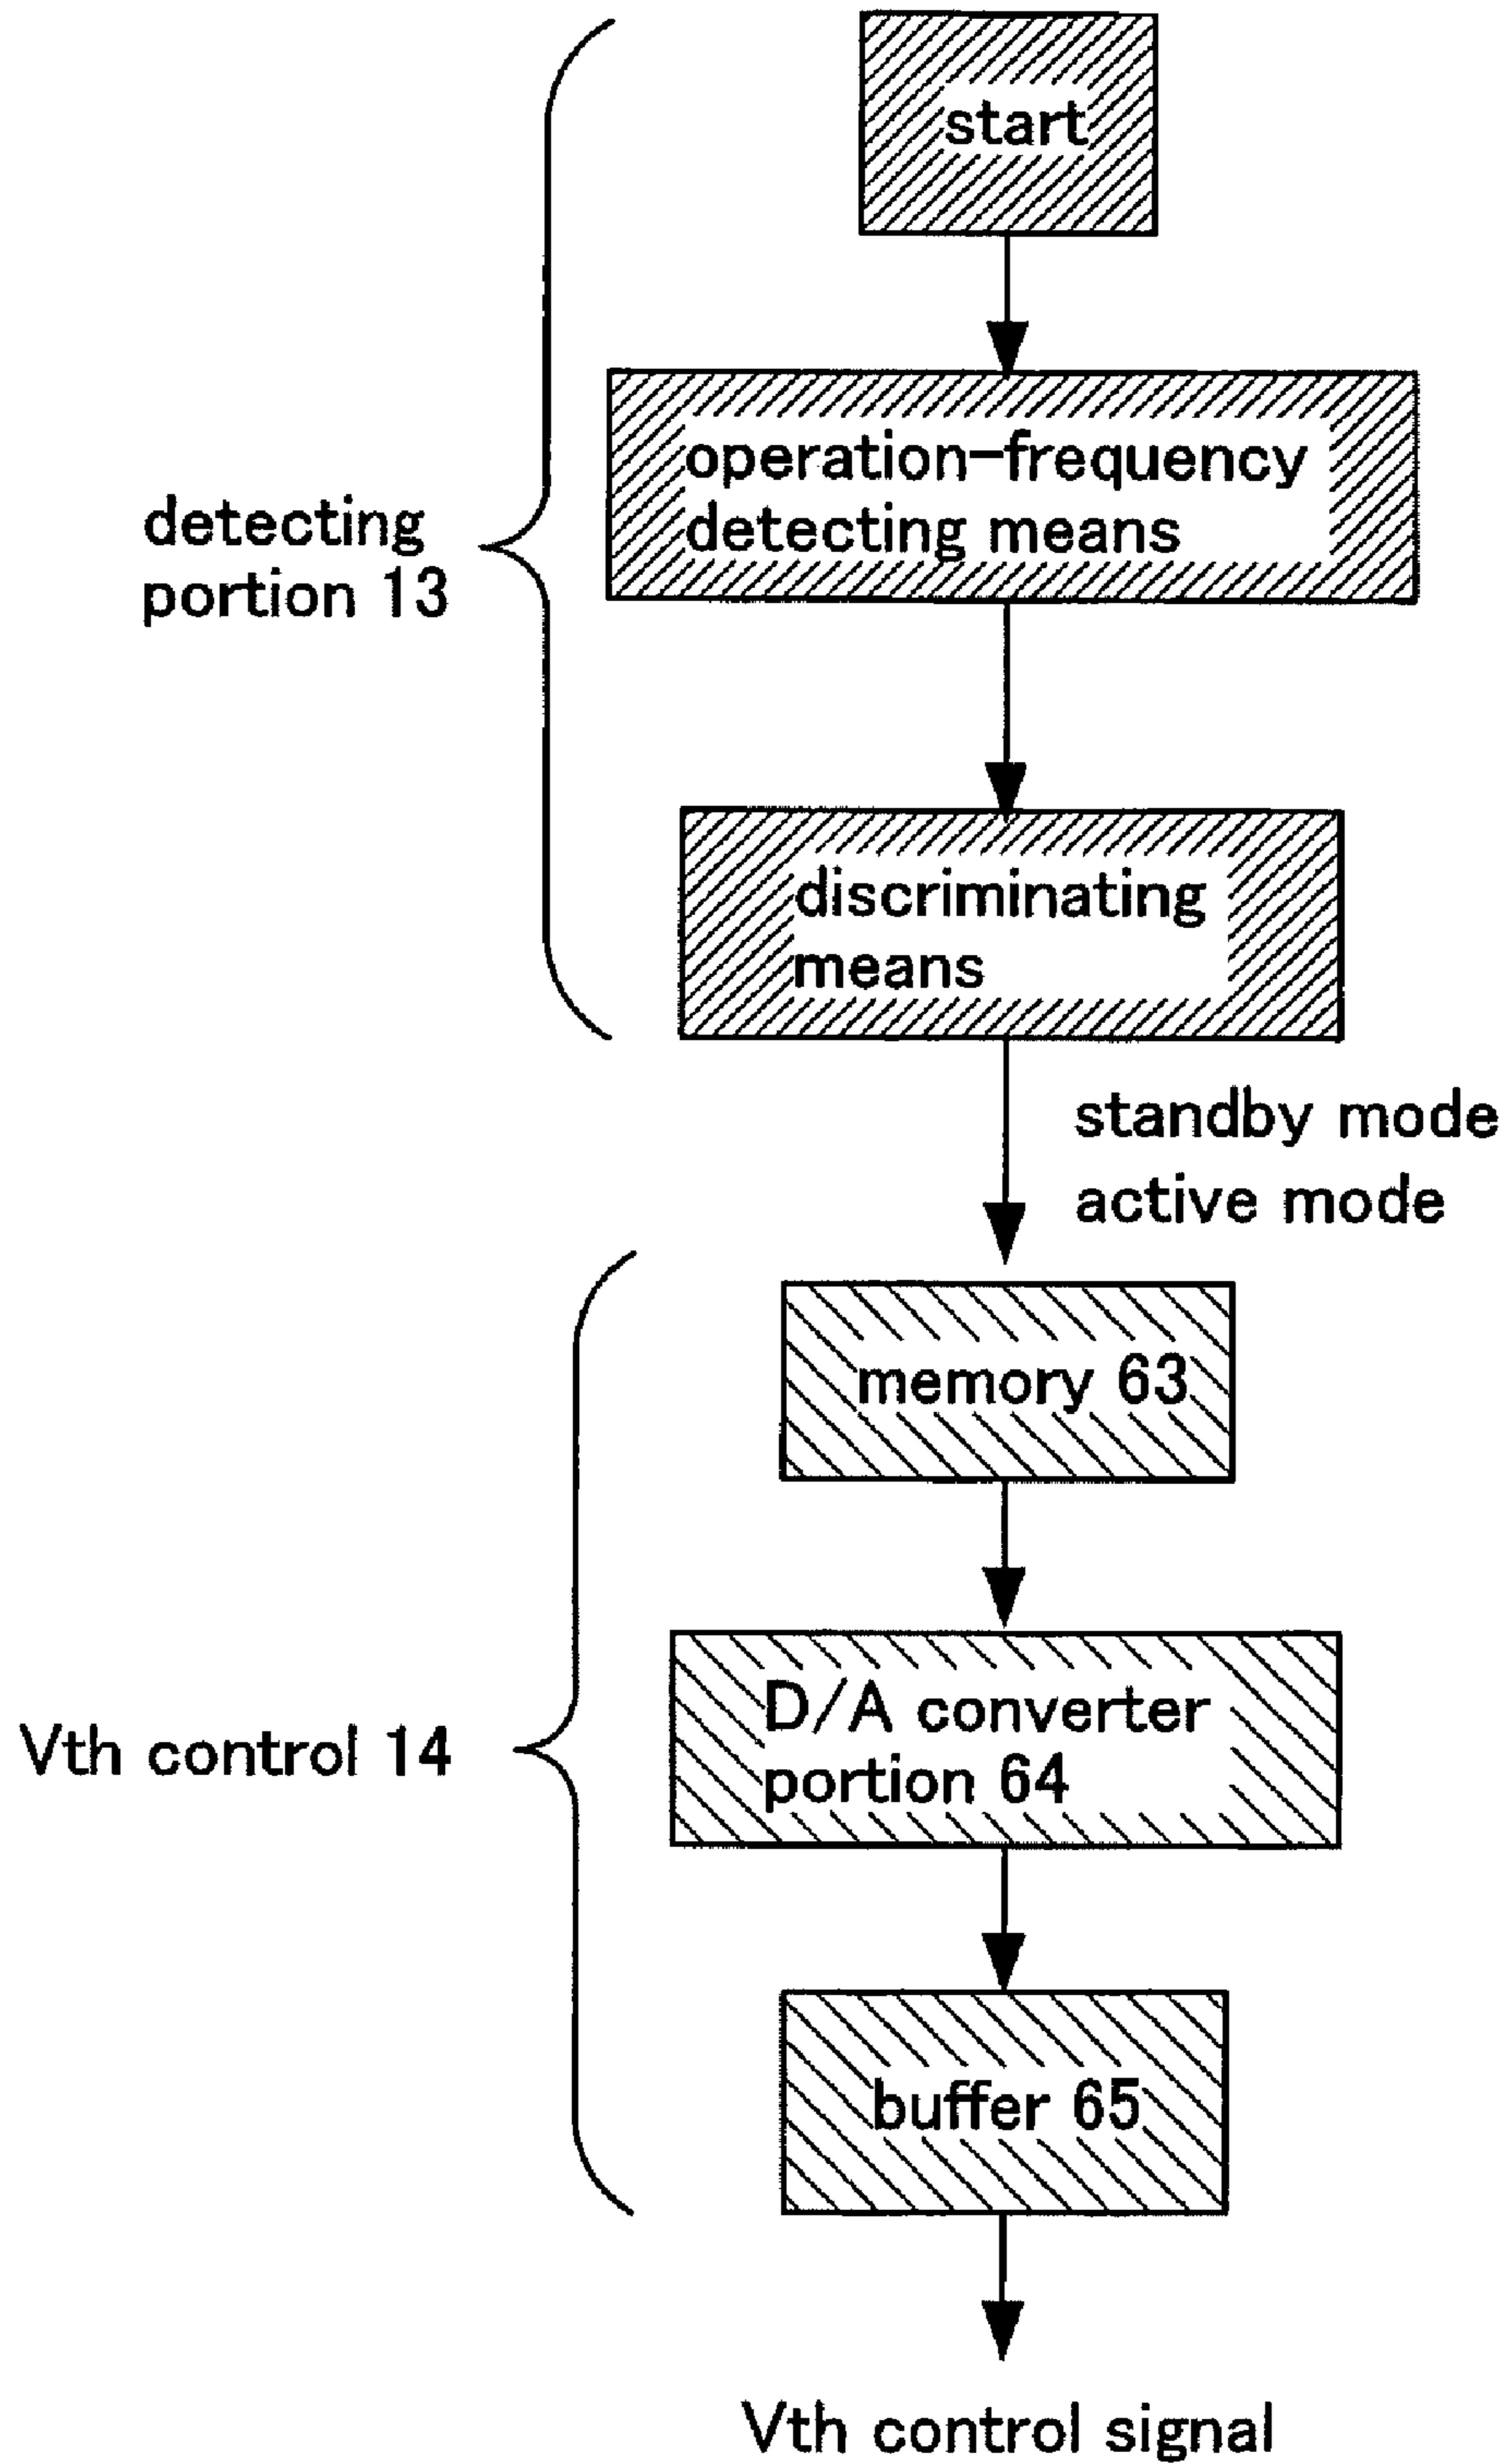 start
operation-frequency
detecting means
detecting
portion 13
discriminating
means
standby mode
active mode
memory 63
D/A converter
portion 64
Vth control 14
buffer 65
Vth control signal